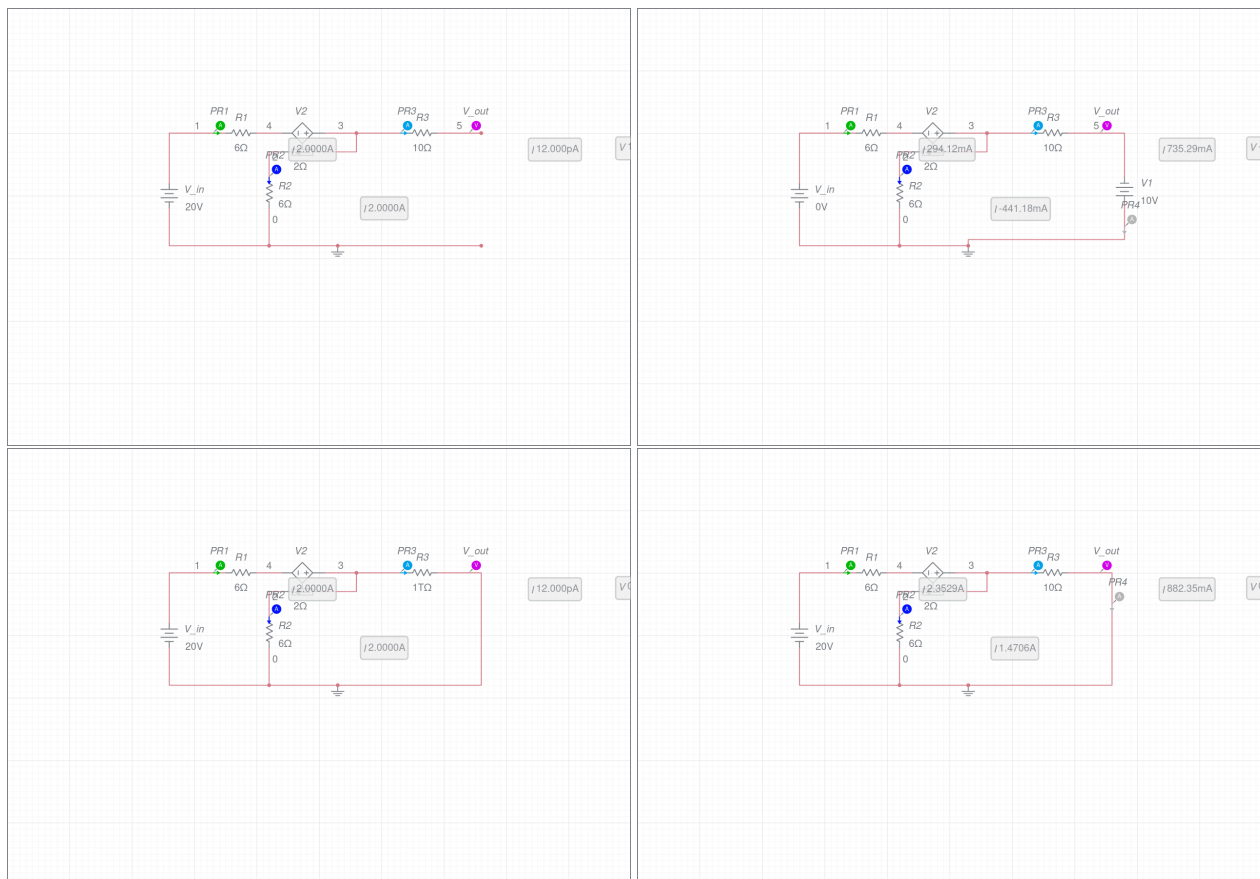 PR1 R1 V2 PR3 R3 V_out
1 4 3 5
6Ω I 2.0000A 10Ω I 12.000pA V 1
PR2 2Ω
V_in R2
20V 6Ω I 2.0000A
0
PR1 R1 V2 PR3 R3 V_out
1 4 3 5
6Ω I 294.12mA 10Ω I 735.29mA V
PR2 2Ω
V_in R2 V1
0V 6Ω I -441.18mA PR4 10V
0
PR1 R1 V2 PR3 R3 V_out
1 4 3
6Ω I 2.0000A 1TΩ I 12.000pA V
PR2 2Ω
V_in R2
20V 6Ω I 2.0000A
0
PR1 R1 V2 PR3 R3 V_out
1 4 3 PR4
6Ω I 2.3529A 10Ω I 882.35mA V
PR2 2Ω
V_in R2
20V 6Ω I 1.4706A
0